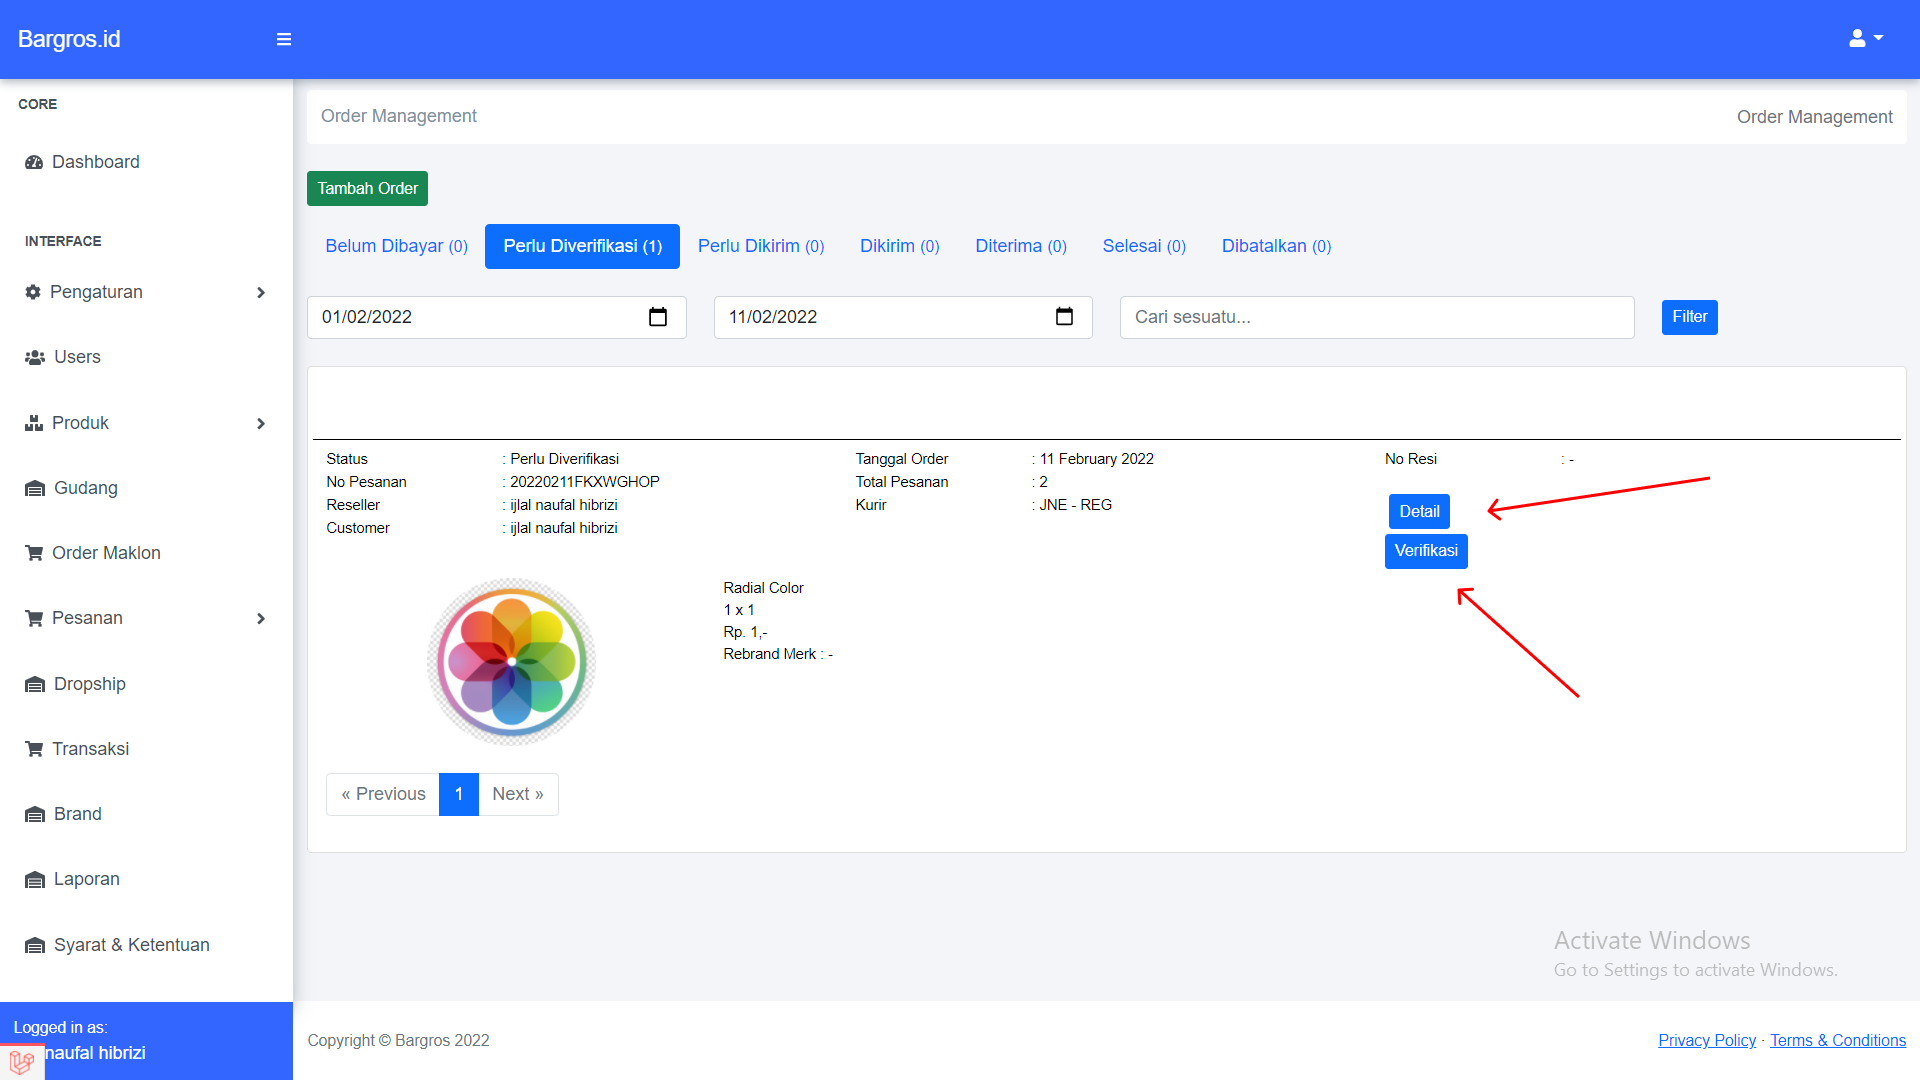 Bargros.id
CORE
Dashboard
INTERFACE
Pengaturan
Users
Produk
Gudang
Order Maklon
Pesanan
Dropship
Transaksi
Brand
Laporan
Syarat & Ketentuan
Logged in as:
naufal hibrizi
Order Management
Order Management
Tambah Order
Belum Dibayar (0) Perlu Diverifikasi (1) Perlu Dikirim (0) Dikirim (0) Diterima (0) Selesai (0) Dibatalkan (0)
01/02/2022 11/02/2022 Cari sesuatu... Filter
Status : Perlu Diverifikasi Tanggal Order : 11 February 2022 No Resi : -
No Pesanan : 20220211FKXWGHOP Total Pesanan : 2
Reseller : ijlal naufal hibrizi Kurir : JNE - REG Detail
Customer : ijlal naufal hibrizi
Verifikasi
Radial Color
1 x 1
Rp. 1,-
Rebrand Merk : -
« Previous 1 Next »
Activate Windows
Go to Settings to activate Windows.
Copyright © Bargros 2022 Privacy Policy · Terms & Conditions